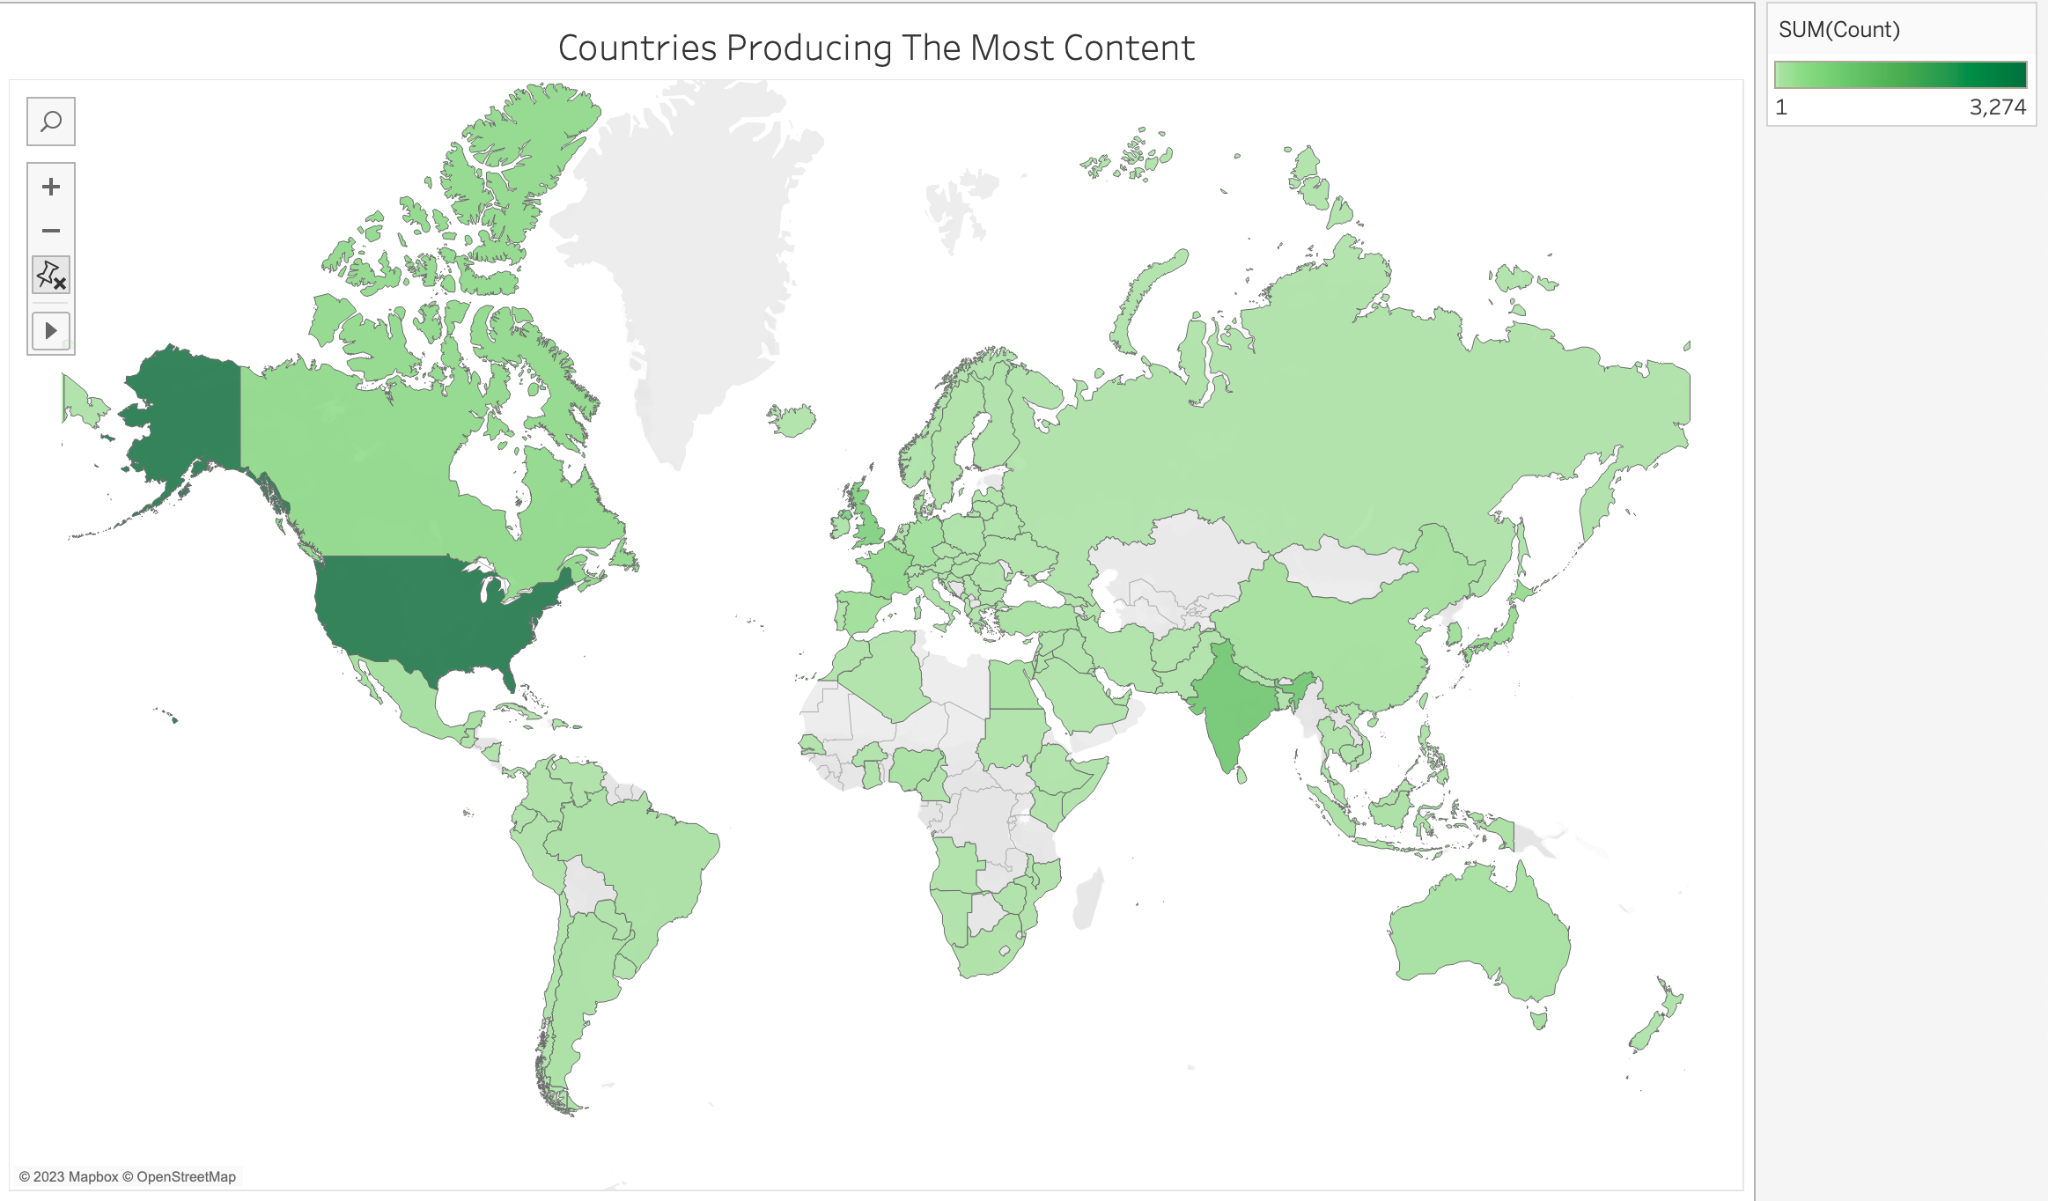 Countries Producing The Most Content
SUM(Count)
1
3,274
© 2023 Mapbox © OpenStreetMap